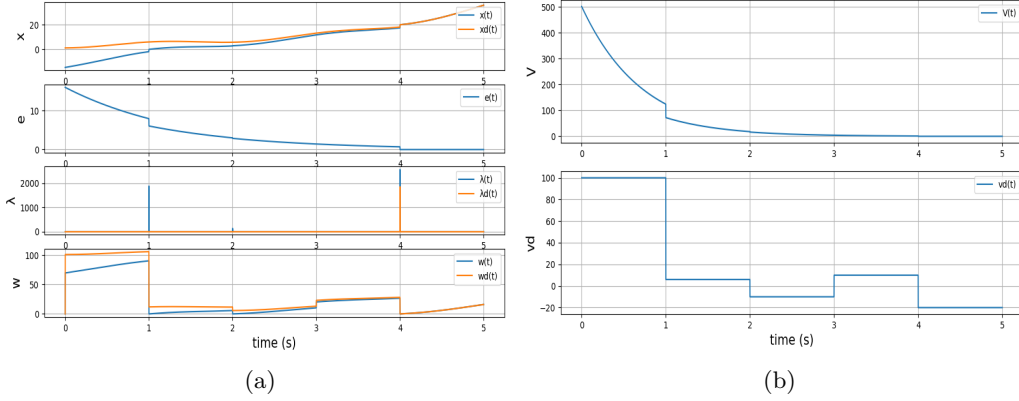 x
20
0
x(t)
xd(t)
0 1 2 3 4 5
e
10
0
e(t)
0 1 2 3 4 5
λ
2000
1000
0
λ(t)
λd(t)
0 1 2 3 4 5
w
100
50
0
w(t)
wd(t)
0 1 2 3 4 5
time (s)
(a)
V
500
400
300
200
100
0
V(t)
0 1 2 3 4 5
vd
100
80
60
40
20
0
−20
vd(t)
0 1 2 3 4 5
time (s)
(b)